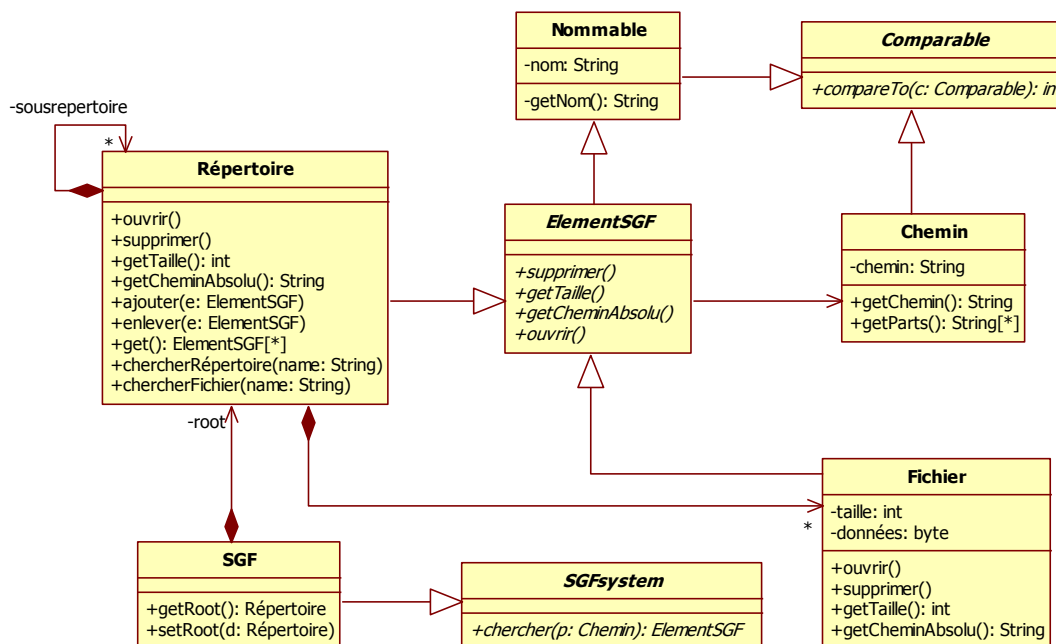 Nommable
-nom: String
-getNom(): String
Comparable
+compareTo(c: Comparable): in
-sousrepertoire
*
Répertoire
+ouvrir()
+supprimer()
+getTaille(): int
+getCheminAbsolu(): String
+ajouter(e: ElementSGF)
+enlever(e: ElementSGF)
+get(): ElementSGF[*]
+chercherRépertoire(name: String)
+chercherFichier(name: String)
ElementSGF
+supprimer()
+getTaille()
+getCheminAbsolu()
+ouvrir()
Chemin
-chemin: String
+getChemin(): String
+getParts(): String[*]
-root
*
Fichier
-taille: int
-données: byte
+ouvrir()
+supprimer()
+getTaille(): int
+getCheminAbsolu(): String
SGF
+getRoot(): Répertoire
+setRoot(d: Répertoire)
SGFsystem
+chercher(p: Chemin): ElementSGF